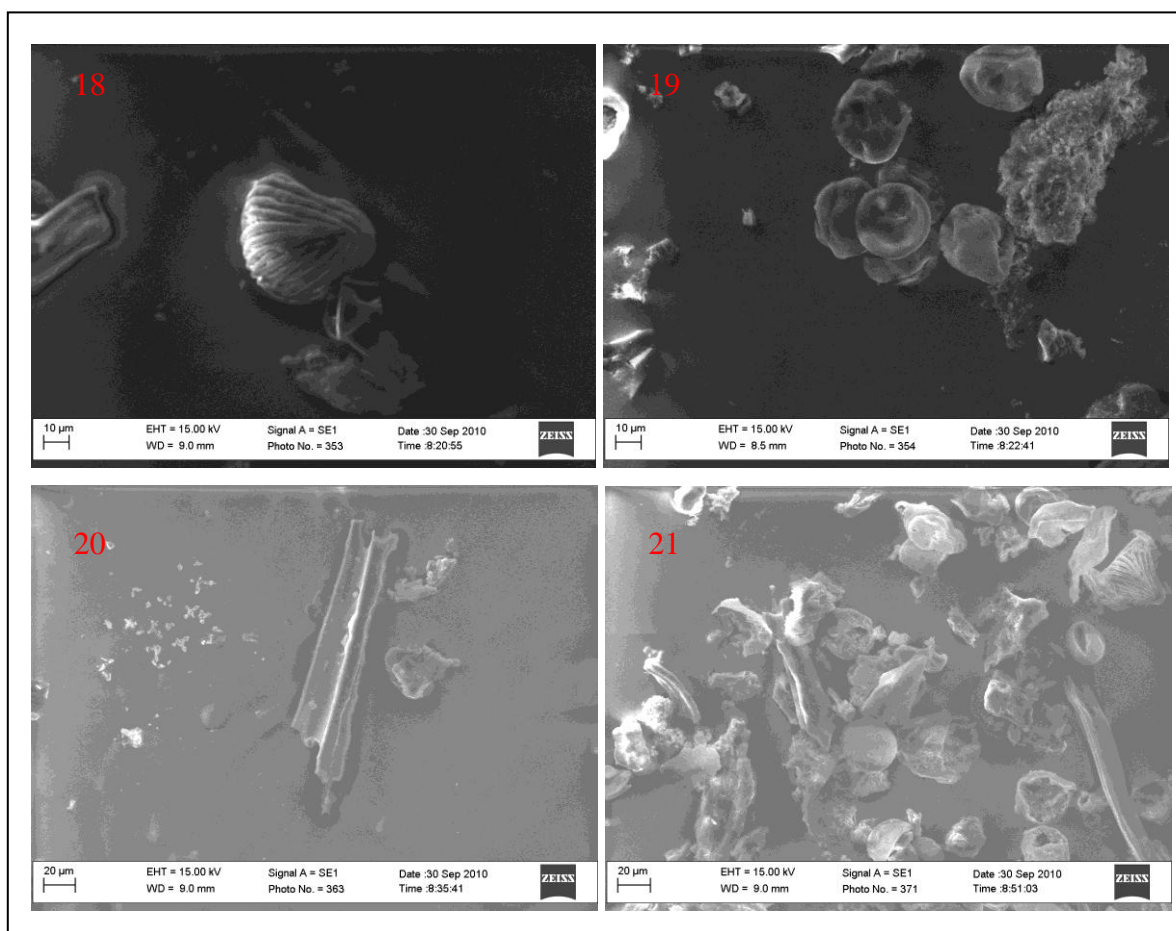 18
10 µm
EHT = 15.00 kV
WD = 9.0 mm
Signal A = SE1
Photo No. = 353
Date :30 Sep 2010
Time :8:20:55
ZEISS
19
10 µm
EHT = 15.00 kV
WD = 8.5 mm
Signal A = SE1
Photo No. = 354
Date :30 Sep 2010
Time :8:22:41
ZEISS
20
20 µm
EHT = 15.00 kV
WD = 9.0 mm
Signal A = SE1
Photo No. = 363
Date :30 Sep 2010
Time :8:35:41
ZEISS
21
20 µm
EHT = 15.00 kV
WD = 9.0 mm
Signal A = SE1
Photo No. = 371
Date :30 Sep 2010
Time :8:51:03
ZEISS